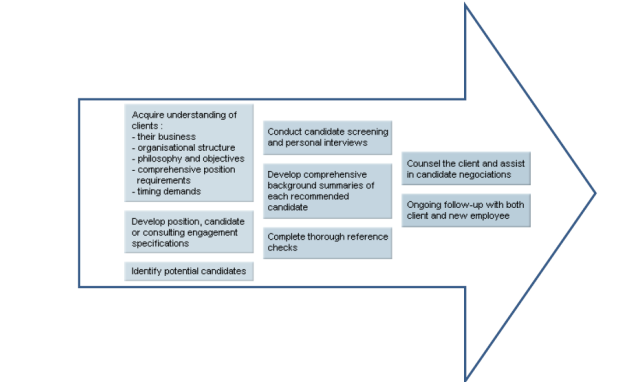 Acquire understanding of
clients :
- their business
- organisational structure
- philosophy and objectives
- comprehensive position
requirements
- timing demands
Develop position, candidate
or consulting engagement
specifications
Identify potential candidates
Conduct candidate screening
and personal interviews
Develop comprehensive
background summaries of
each recommended
candidate
Complete thorough reference
checks
Counsel the client and assist
in candidate negociations
Ongoing follow-up with both
client and new employee